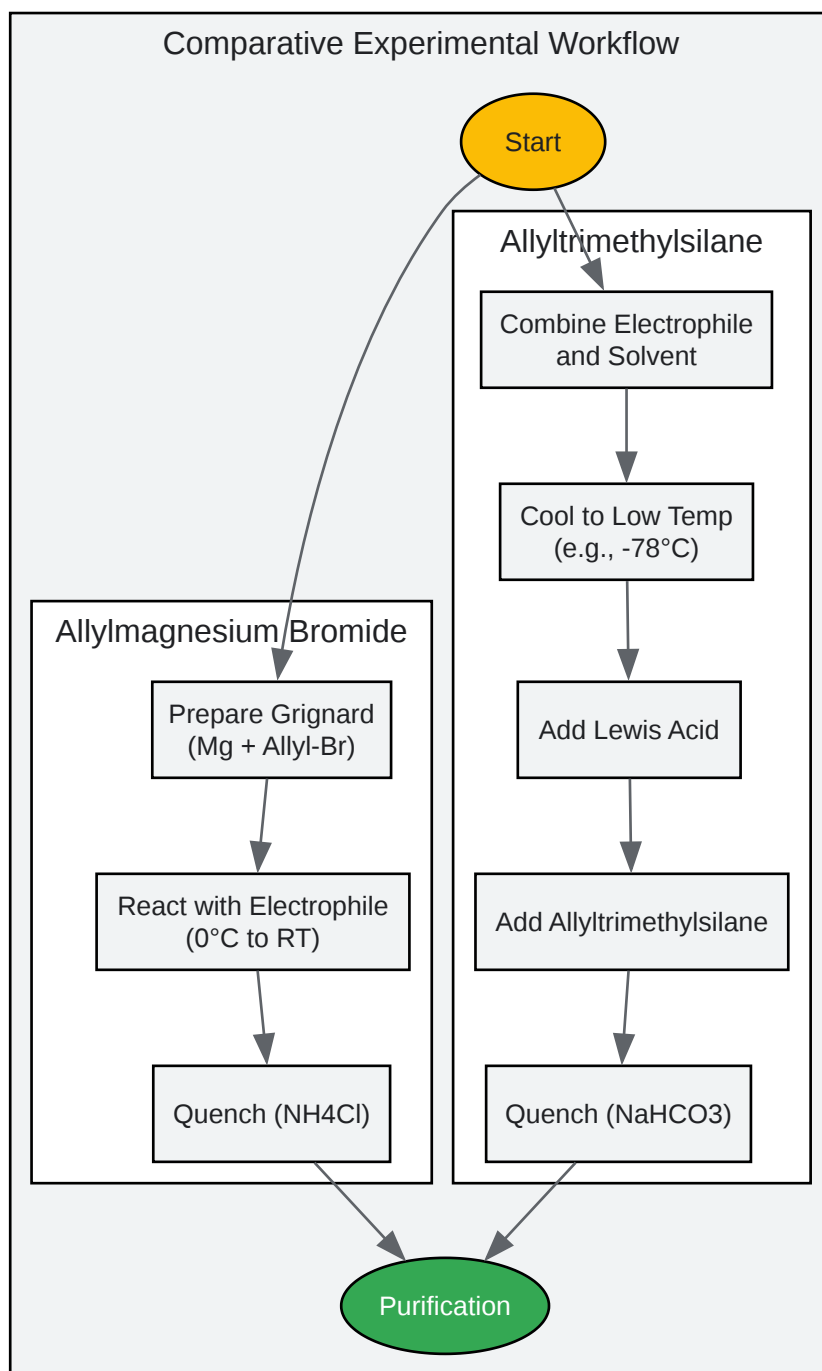 Comparative Experimental Workflow
Start
Allyltrimethylsilane
Combine Electrophile
and Solvent
Cool to Low Temp
(e.g., -78°C)
Allylmagnesium Bromide
Prepare Grignard
(Mg + Allyl-Br)
Add Lewis Acid
React with Electrophile
(0°C to RT)
Add Allyltrimethylsilane
Quench (NH4Cl)
Quench (NaHCO3)
Purification